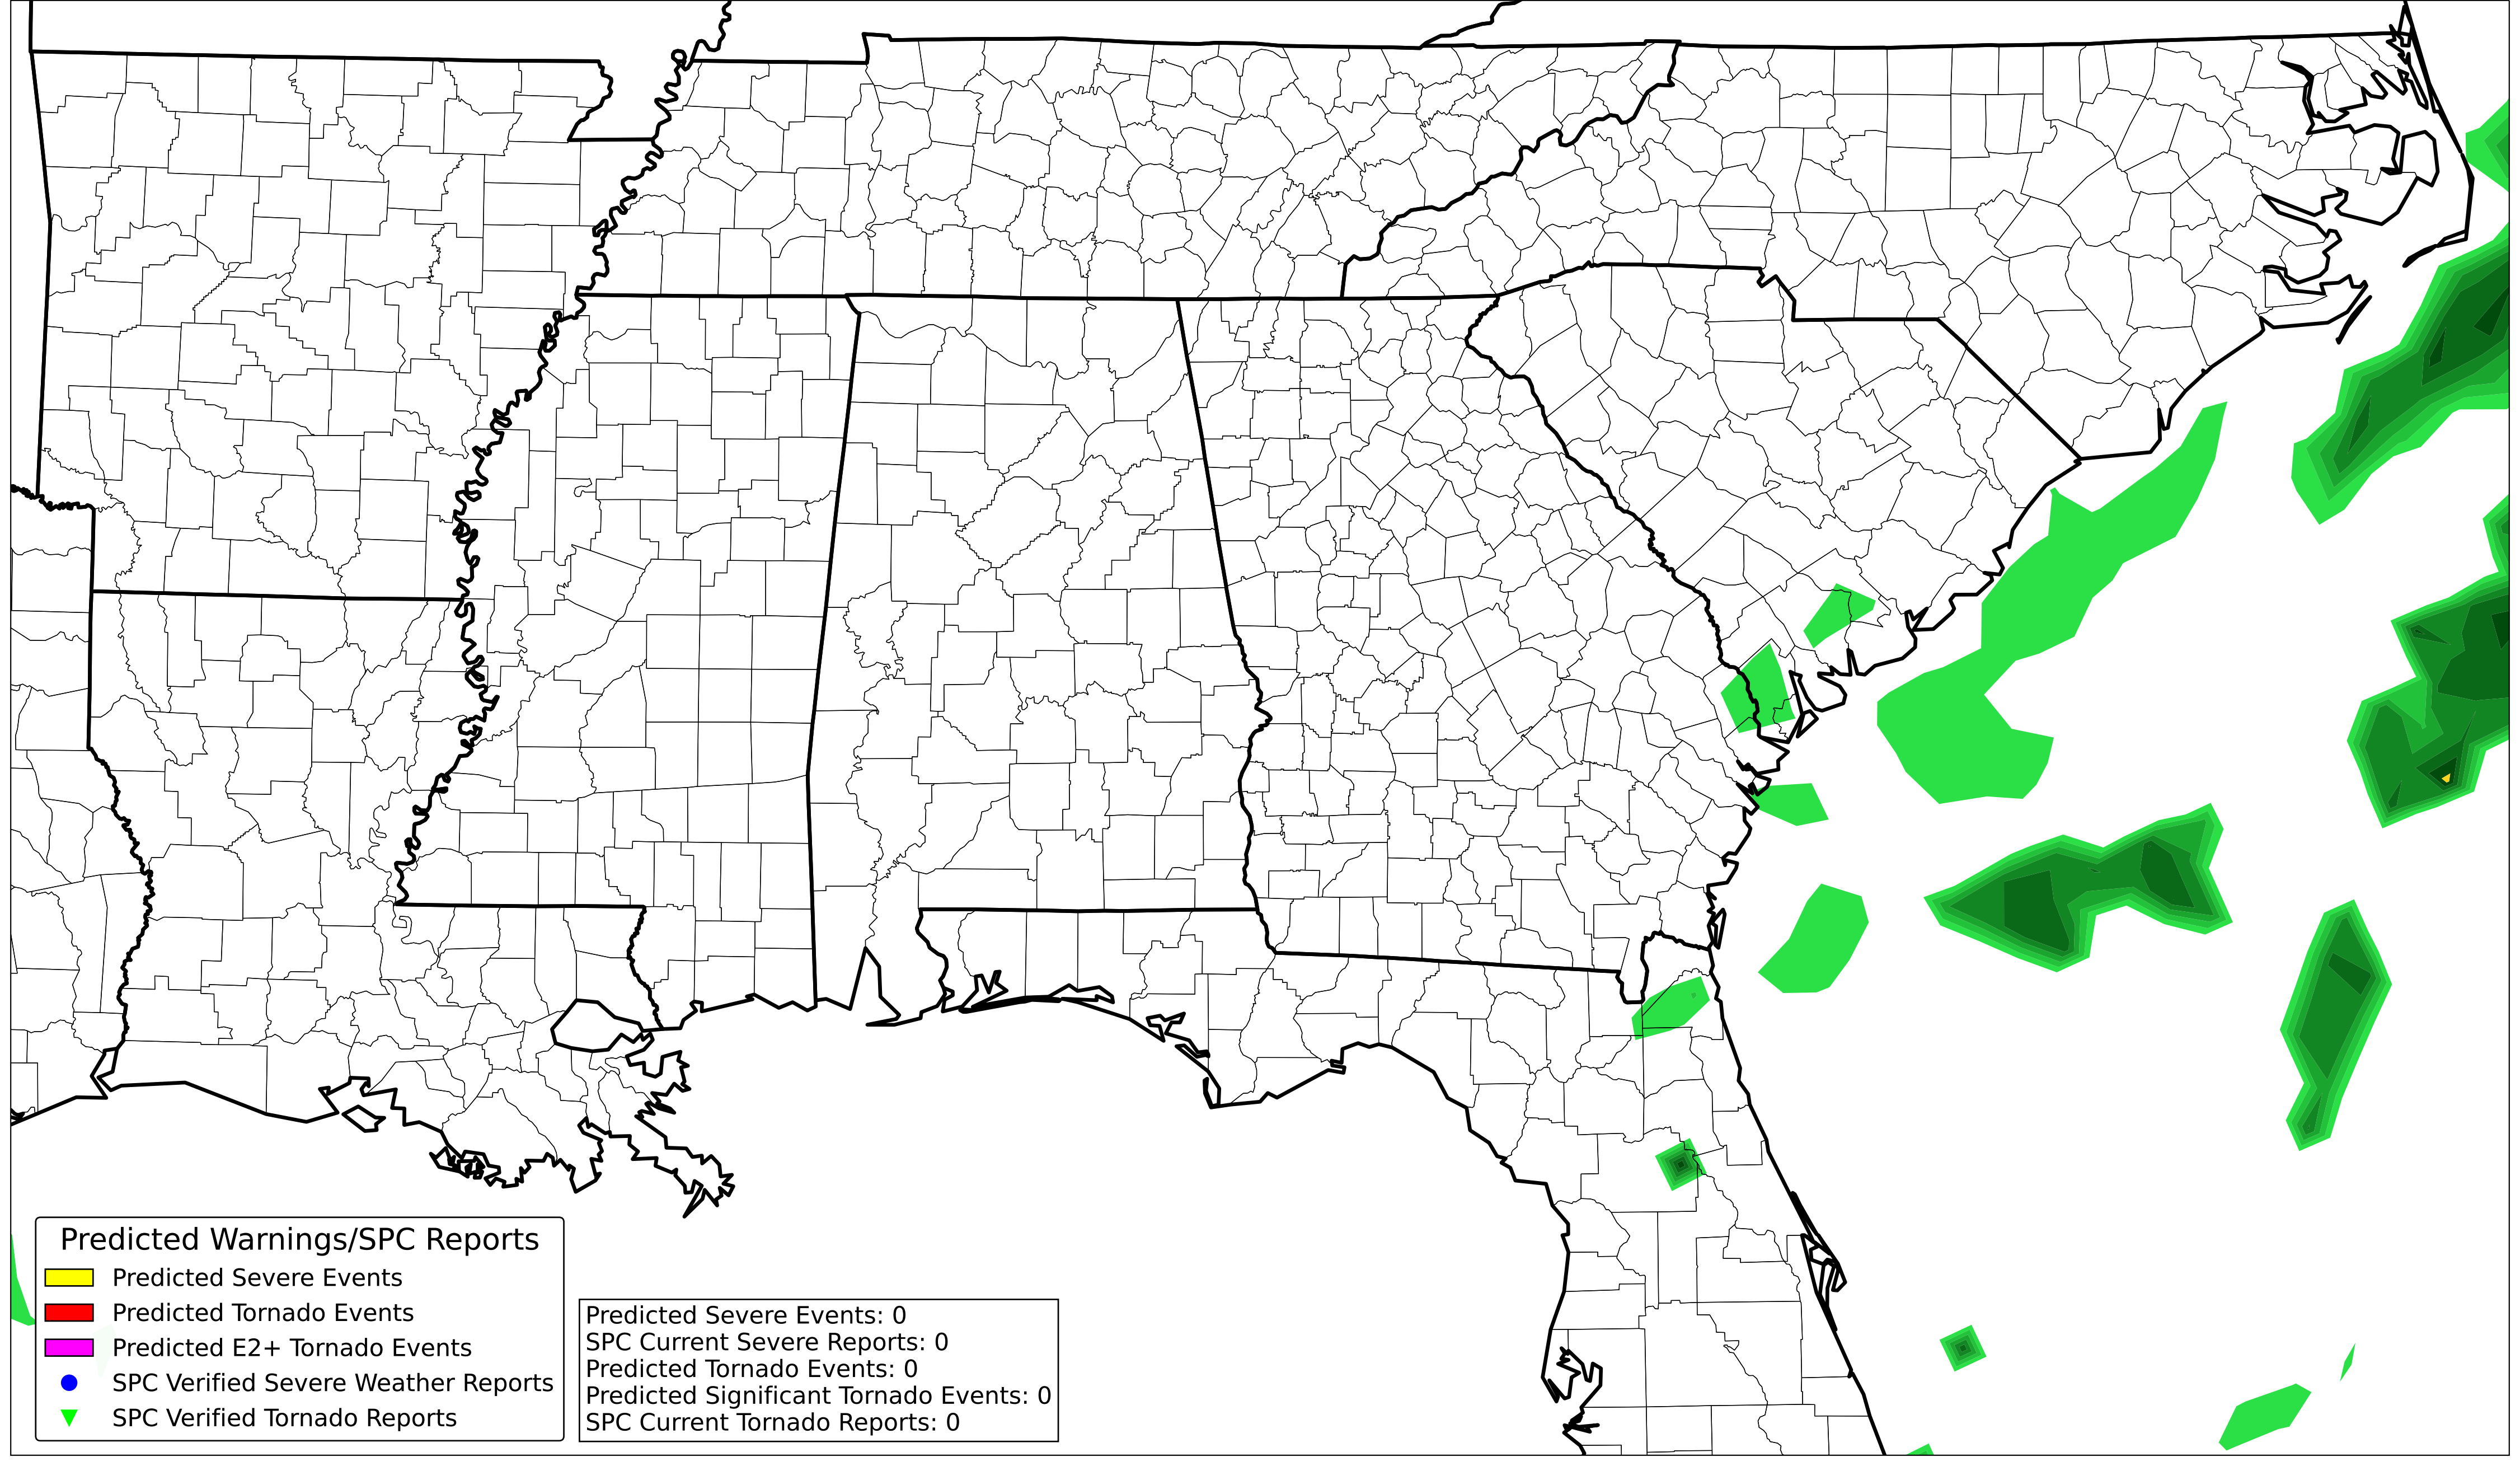 Predicted Warnings/SPC Reports
Predicted Severe Events
Predicted Tornado Events
Predicted E2+ Tornado Events
SPC Verified Severe Weather Reports
SPC Verified Tornado Reports
Predicted Severe Events: 0
SPC Current Severe Reports: 0
Predicted Tornado Events: 0
Predicted Significant Tornado Events: 0
SPC Current Tornado Reports: 0